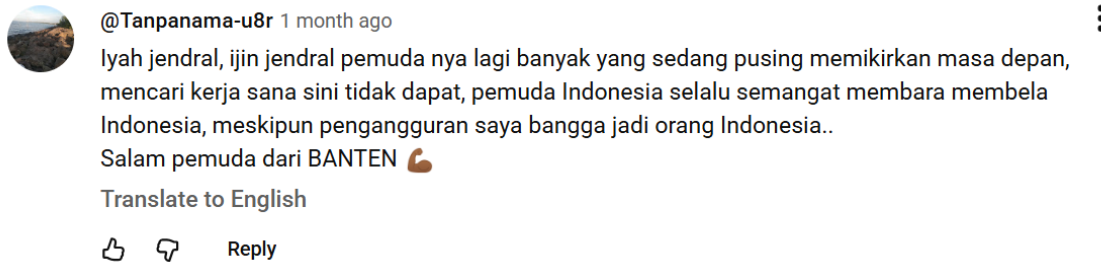 @Tanpanama-u8r 1 month ago
Iyah jendral, ijin jendral pemuda nya lagi banyak yang sedang pusing memikirkan masa depan,
mencari kerja sana sini tidak dapat, pemuda Indonesia selalu semangat membara membela
Indonesia, meskipun pengangguran saya bangga jadi orang Indonesia..
Salam pemuda dari BANTEN 💪🏾
Translate to English
Reply